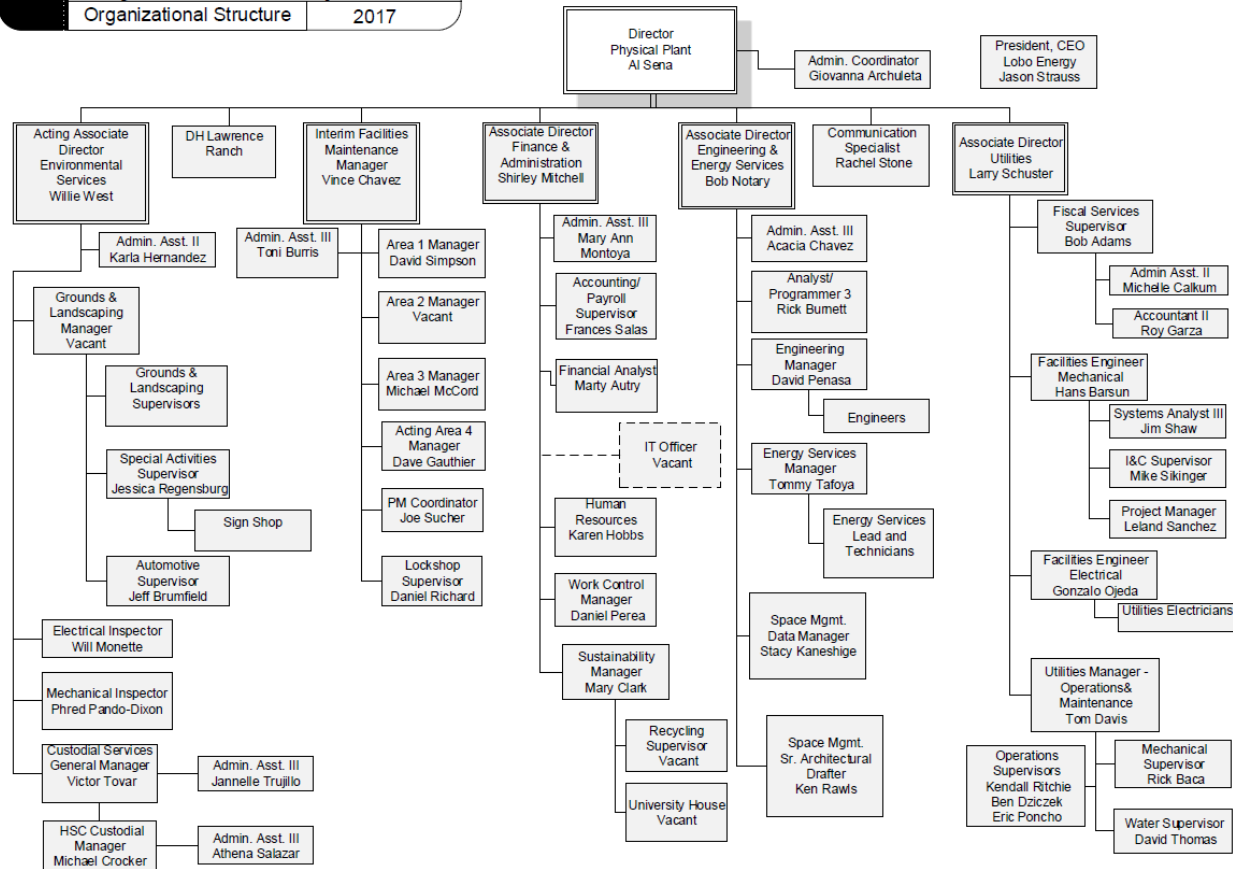 Organizational Structure
2017
Director
Physical Plant
Al Sena
Admin. Coordinator
Giovanna Archuleta
President, CEO
Lobo Energy
Jason Strauss
Acting Associate
Director
Environmental
Services
Willie West
DH Lawrence
Ranch
Interim Facilities
Maintenance
Manager
Vince Chavez
Associate Director
Finance &
Administration
Shirley Mitchell
Associate Director
Engineering &
Energy Services
Bob Notary
Communication
Specialist
Rachel Stone
Associate Director
Utilities
Larry Schuster
Admin. Asst. II
Karla Hernandez
Grounds &
Landscaping
Manager
Vacant
Grounds &
Landscaping
Supervisors
Special Activities
Supervisor
Jessica Regensburg
Sign Shop
Automotive
Supervisor
Jeff Brumfield
Electrical Inspector
Will Monette
Mechanical Inspector
Phred Pando-Dixon
Custodial Services
General Manager
Victor Tovar
Admin. Asst. III
Jannelle Trujillo
HSC Custodial
Manager
Michael Crocker
Admin. Asst. III
Athena Salazar
Admin. Asst. III
Toni Burris
Area 1 Manager
David Simpson
Area 2 Manager
Vacant
Area 3 Manager
Michael McCord
Acting Area 4
Manager
Dave Gauthier
PM Coordinator
Joe Sucher
Lockshop
Supervisor
Daniel Richard
Admin. Asst. III
Mary Ann
Montoya
Accounting/
Payroll
Supervisor
Frances Salas
Financial Analyst
Marty Autry
IT Officer
Vacant
Human
Resources
Karen Hobbs
Work Control
Manager
Daniel Perea
Sustainability
Manager
Mary Clark
Recycling
Supervisor
Vacant
University House
Vacant
Admin. Asst. III
Acacia Chavez
Analyst/
Programmer 3
Rick Burnett
Engineering
Manager
David Penasa
Engineers
Energy Services
Manager
Tommy Tafoya
Energy Services
Lead and
Technicians
Space Mgmt.
Data Manager
Stacy Kaneshige
Space Mgmt.
Sr. Architectural
Drafter
Ken Rawls
Fiscal Services
Supervisor
Bob Adams
Admin Asst. II
Michelle Calkum
Accountant II
Roy Garza
Facilities Engineer
Mechanical
Hans Barsun
Systems Analyst III
Jim Shaw
I&C Supervisor
Mike Sikinger
Project Manager
Leland Sanchez
Facilities Engineer
Electrical
Gonzalo Ojeda
Utilities Electricians
Utilities Manager -
Operations&
Maintenance
Tom Davis
Operations
Supervisors
Kendall Ritchie
Ben Dziczek
Eric Poncho
Mechanical
Supervisor
Rick Baca
Water Supervisor
David Thomas